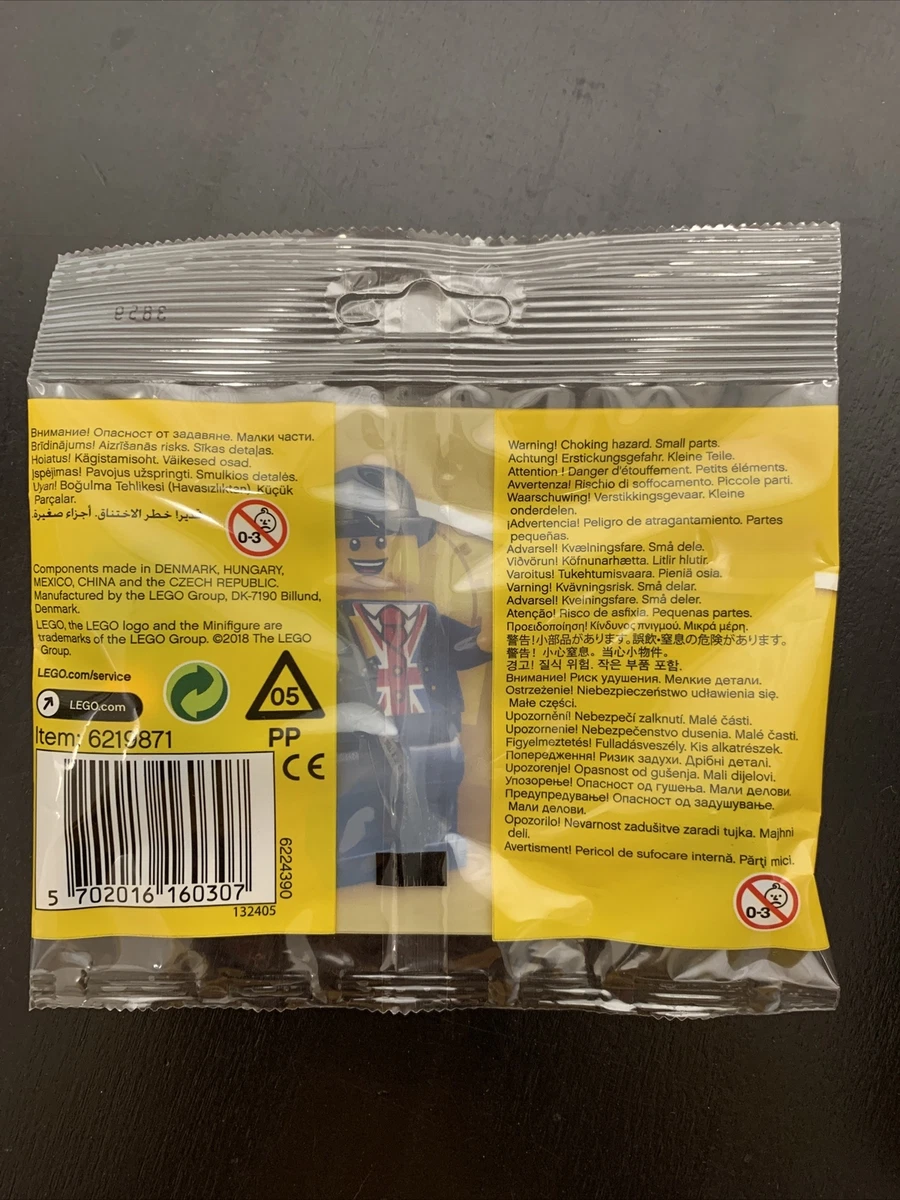 3859
Внимание! Опасност от задавяне. Малки части.
Brīdinājums! Aizrīšanās risks. Sīkas detaļas.
Hoiatus! Kägistamisoht. Väikesed osad.
Įspėjimas! Pavojus užspringti. Smulkios detalės.
Uyarı! Boğulma Tehlikesi (Havasızlıktan). Küçük
Parçalar.
تحذير! خطر الاختناق. أجزاء صغيرة.
0-3
Components made in DENMARK, HUNGARY,
MEXICO, CHINA and the CZECH REPUBLIC.
Manufactured by the LEGO Group, DK-7190 Billund,
Denmark.
LEGO, the LEGO logo and the Minifigure are
trademarks of the LEGO Group. ©2018 The LEGO
Group.
LEGO.com/service
LEGO.com
05
PP
Item: 6219871
CE
5 702016 160307
6224390
132405
Warning! Choking hazard. Small parts.
Achtung! Erstickungsgefahr. Kleine Teile.
Attention ! Danger d'étouffement. Petits éléments.
Avvertenza! Rischio di soffocamento. Piccole parti.
Waarschuwing! Verstikkingsgevaar. Kleine
onderdelen.
¡Advertencia! Peligro de atragantamiento. Partes
pequeñas.
Advarsel! Kvælningsfare. Små dele.
Viðvörun! Köfnunarhætta. Litlir hlutir.
Varoitus! Tukehtumisvaara. Pieniä osia.
Varning! Kvävningsrisk. Små delar.
Advarsel! Kvelningsfare. Små deler.
Atenção! Risco de asfixia. Pequenas partes.
Προειδοποίηση! Κίνδυνος πνιγμού. Μικρά μέρη.
警告!小部品があります。誤飲・窒息の危険があります。
警告! 小心窒息。当心小物件。
경고! 질식 위험. 작은 부품 포함.
Внимание! Риск удушения. Мелкие детали.
Ostrzeżenie! Niebezpieczeństwo udławienia się.
Małe części.
Upozornění! Nebezpečí zalknutí. Malé části.
Upozornenie! Nebezpečenstvo dusenia. Malé časti.
Figyelmeztetés! Fulladásveszély. Kis alkatrészek.
Попередження! Ризик задухи. Дрібні деталі.
Upozorenje! Opasnost od gušenja. Mali dijelovi.
Упозорење! Опасност од гушења. Мали делови.
Предупредување! Опасност од задушување.
Мали делови.
Opozorilo! Nevarnost zadušitve zaradi tujka. Majhni
deli.
Avertisment! Pericol de sufocare internă. Părţi mici.
0-3